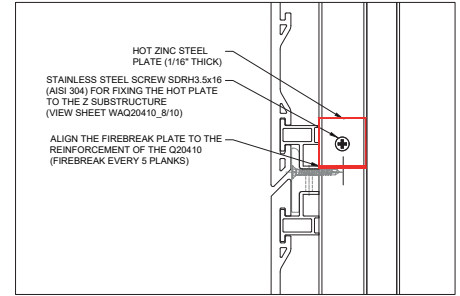 HOT ZINC STEEL
PLATE (1/16" THICK)
STAINLESS STEEL SCREW SDRH3.5x16
(AISI 304) FOR FIXING THE HOT PLATE
TO THE Z SUBSTRUCTURE
(VIEW SHEET WAQ20410_8/10)
ALIGN THE FIREBREAK PLATE TO THE
REINFORCEMENT OF THE Q20410
(FIREBREAK EVERY 5 PLANKS)